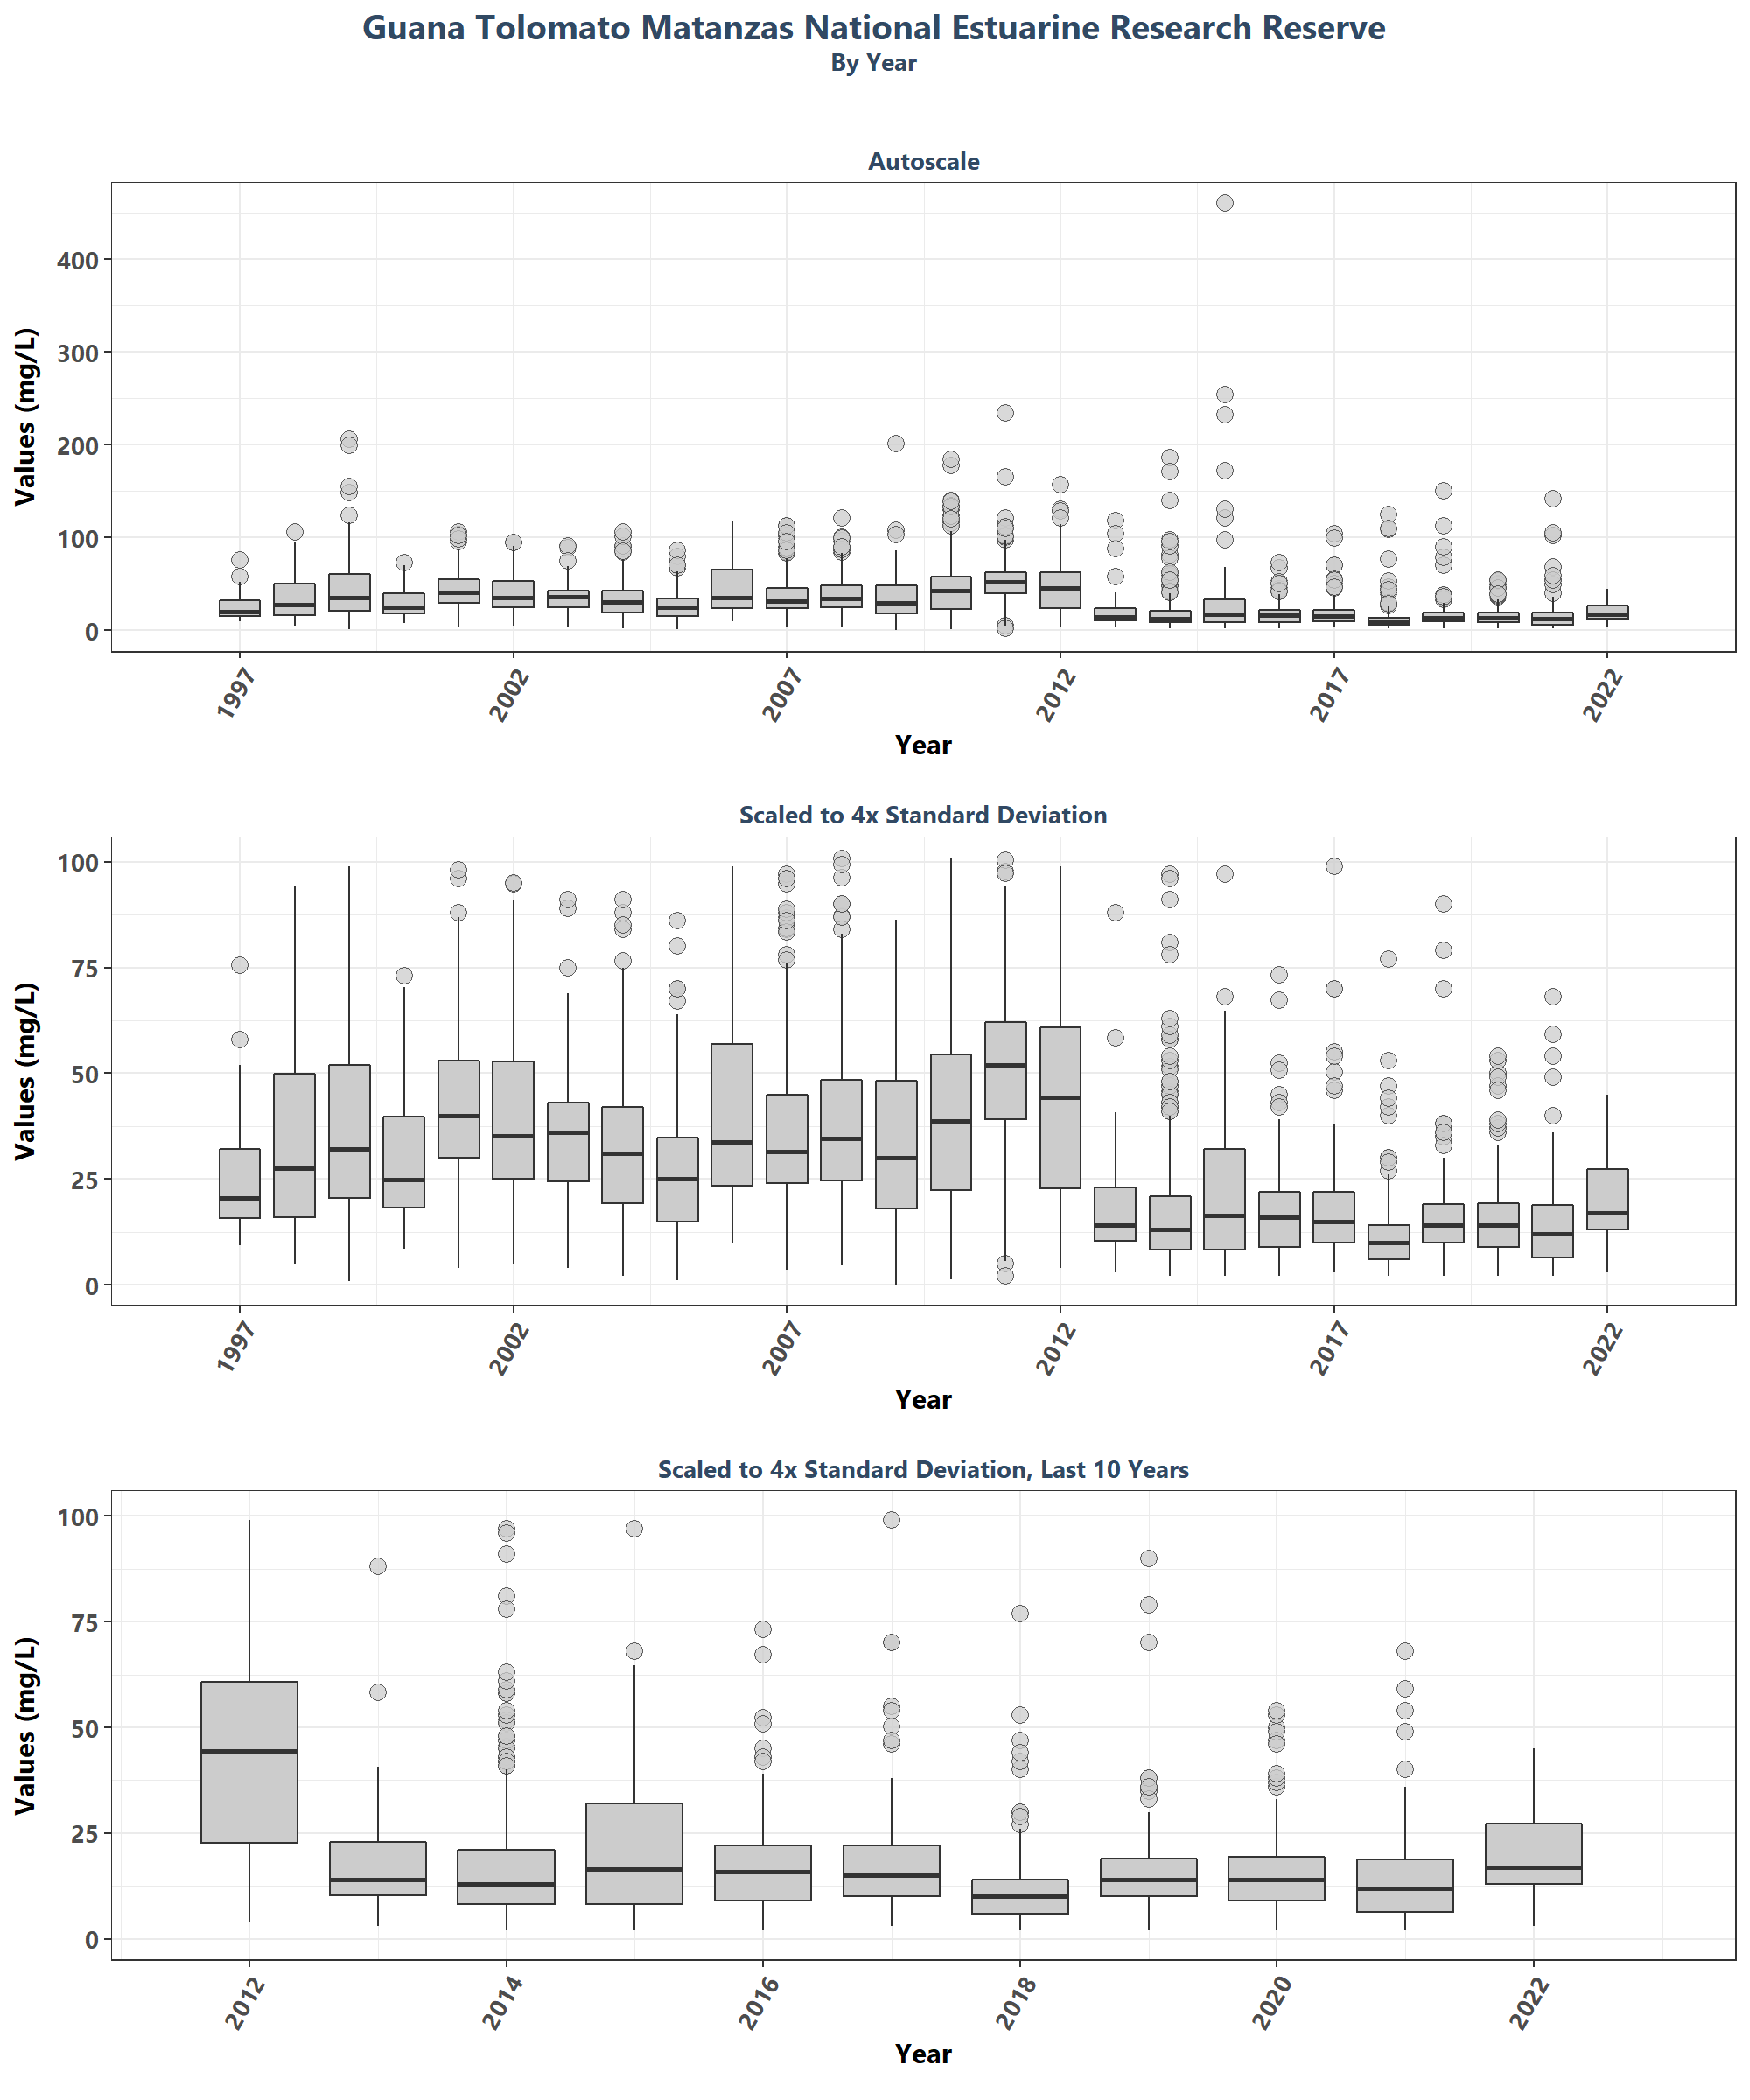 Guana Tolomato Matanzas National Estuarine Research Reserve
By Year
Autoscale
Values (mg/L)
400
300
200
100
0
1997 2002 2007 2012 2017 2022
Year
Scaled to 4x Standard Deviation
Values (mg/L)
100
75
50
25
0
1997 2002 2007 2012 2017 2022
Year
Scaled to 4x Standard Deviation, Last 10 Years
Values (mg/L)
100
75
50
25
0
2012 2014 2016 2018 2020 2022
Year